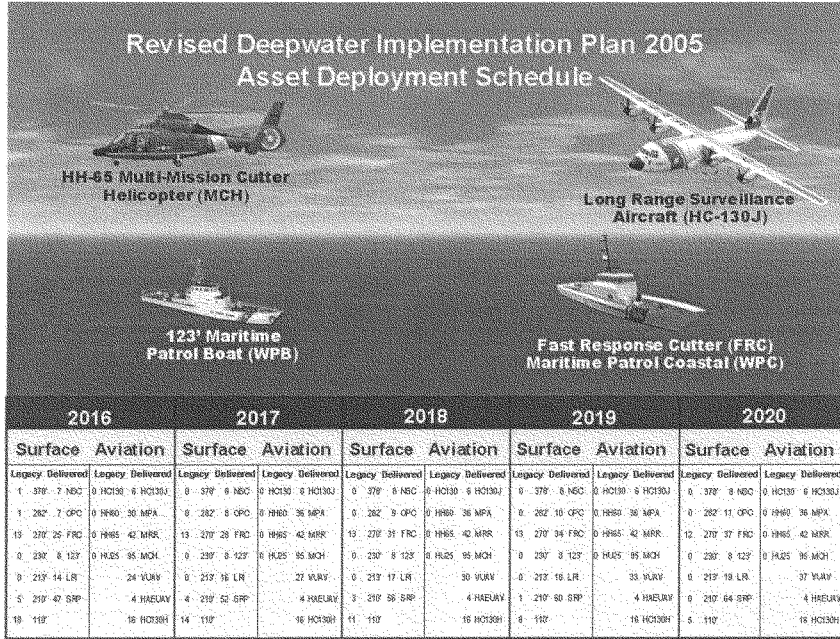 Revised Deepwater Implementation Plan 2005
Asset Deployment Schedule
HH-65 Multi-Mission Cutter
Helicopter (MCH)
Long Range Surveillance
Aircraft (HC-130J)
123' Maritime
Patrol Boat (WPB)
Fast Response Cutter (FRC)
Maritime Patrol Coastal (WPC)
2016 2017 2018 2019 2020
Surface Aviation Surface Aviation Surface Aviation Surface Aviation Surface Aviation
Legacy Delivered Legacy Delivered Legacy Delivered Legacy Delivered Legacy Delivered Legacy Delivered Legacy Delivered Legacy Delivered Legacy Delivered Legacy Delivered
1 378' 7 NSC 0 HC130 6 HC130J 0 378' 8 NSC 0 HC130 6 HC130J 0 378' 8 NSC 0 HC130 6 HC130J 0 378' 8 NSC 0 HC130 6 HC130J 0 378' 8 NSC 0 HC130 6 HC130J
1 282' 7 OPC 0 HH60 30 MPA 0 282' 8 OPC 0 HH60 36 MPA 0 282' 9 OPC 0 HH60 36 MPA 0 282' 10 OPC 0 HH60 36 MPA 0 282' 11 OPC 0 HH60 36 MPA
13 270' 25 FRC 0 HH65 42 MRR 13 270' 28 FRC 0 HH65 42 MRR 13 270' 31 FRC 0 HH65 42 MRR 13 270' 34 FRC 0 HH65 42 MRR 12 270' 37 FRC 0 HH65 42 MRR
0 230' 8 123' 0 HU25 95 MCH 0 230' 8 123' 0 HU25 95 MCH 0 230' 8 123' 0 HU25 95 MCH 0 230' 8 123' 0 HU25 95 MCH 0 230' 8 123' 0 HU25 95 MCH
0 213' 14 LRI 24 VUAV 0 213' 16 LRI 27 VUAV 0 213' 17 LRI 30 VUAV 0 213' 18 LRI 33 VUAV 0 213' 19 LRI 37 VUAV
5 210' 47 SRP 4 HAEUAV 4 210' 52 SRP 4 HAEUAV 3 210' 56 SRP 4 HAEUAV 1 210' 60 SRP 4 HAEUAV 0 210' 64 SRP 4 HAEUAV
18 110' 16 HC130H 14 110' 16 HC130H 11 110' 16 HC130H 8 110' 16 HC130H 5 110' 16 HC130H